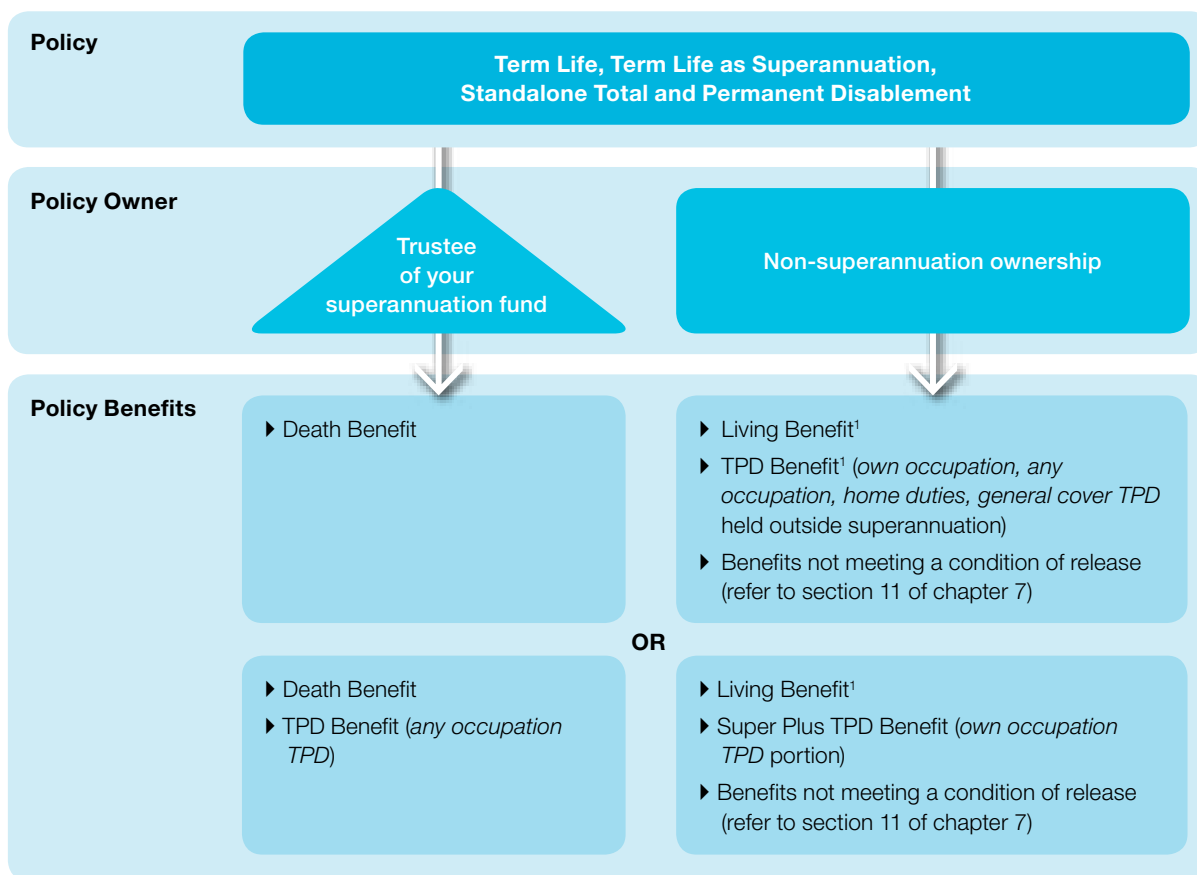 Policy
Term Life, Term Life as Superannuation,
Standalone Total and Permanent Disablement
Policy Owner
Trustee
of your
superannuation fund
Non-superannuation ownership
Policy Benefits
▶ Death Benefit
▶ Living Benefit¹
▶ TPD Benefit¹ (own occupation, any
occupation, home duties, general cover TPD
held outside superannuation)
▶ Benefits not meeting a condition of release
(refer to section 11 of chapter 7)
OR
▶ Death Benefit
▶ TPD Benefit (any occupation
TPD)
▶ Living Benefit¹
▶ Super Plus TPD Benefit (own occupation
TPD portion)
▶ Benefits not meeting a condition of release
(refer to section 11 of chapter 7)